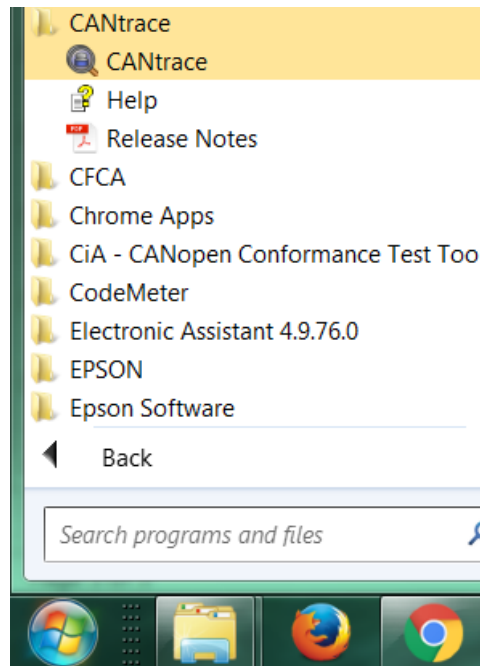 CANtrace
CANtrace
Help
Release Notes
CFCA
Chrome Apps
CiA - CANopen Conformance Test Too
CodeMeter
Electronic Assistant 4.9.76.0
EPSON
Epson Software
Back
Search programs and files